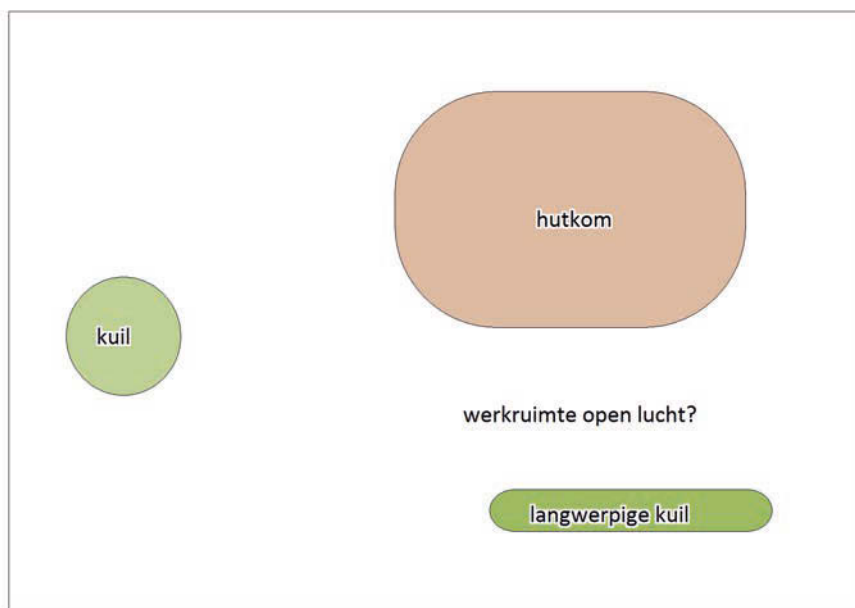 hutkom
kuil
werkruimte open lucht?
langwerpige kuil